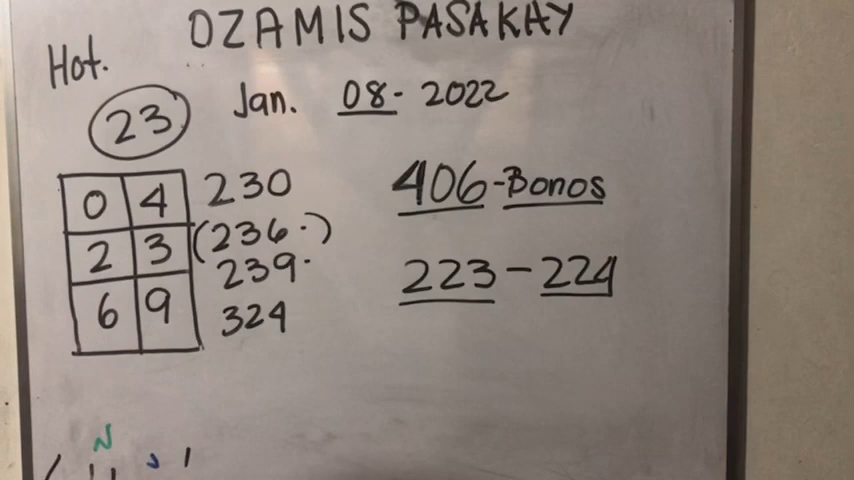 OZAMIS PASAKAY
Hot.
Jan. 08- 2022
23
0 4 230
406-Bonos
2 3 (236.)
239.
223-224
6 9 324
N